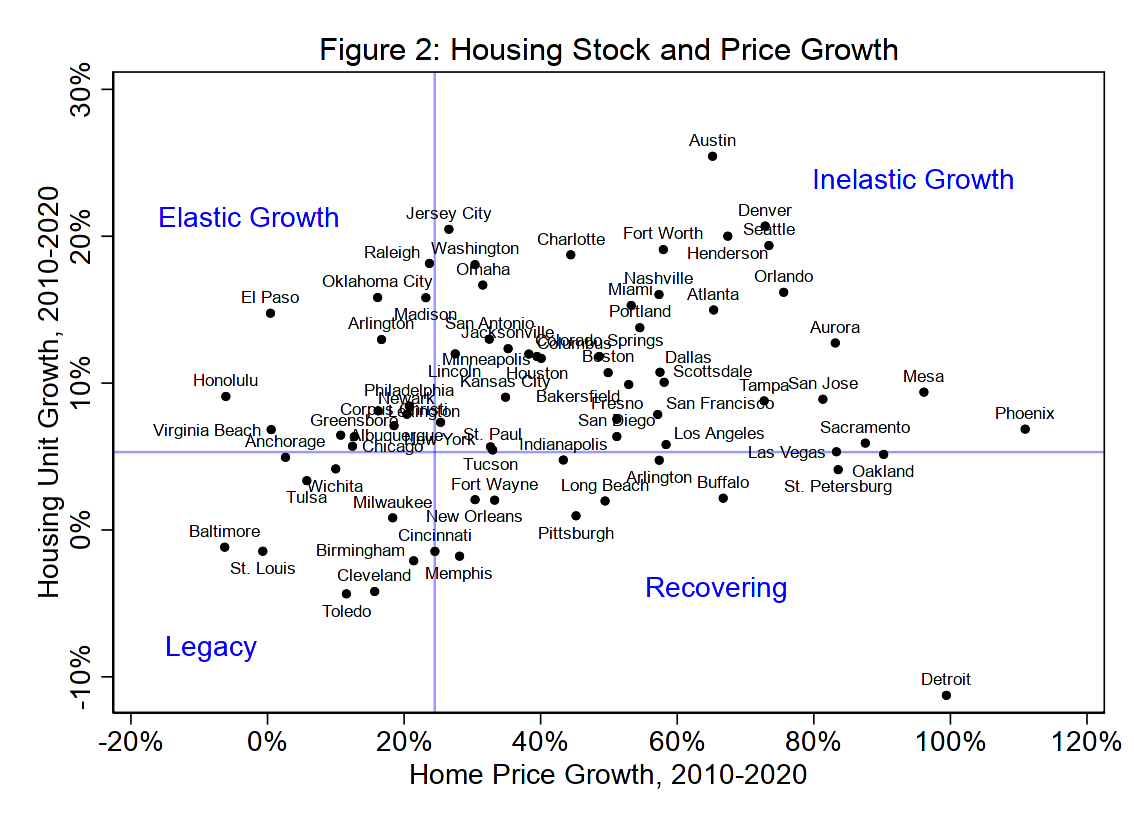 Figure 2: Housing Stock and Price Growth
30%
20%
10%
0%
-10%
Housing Unit Growth, 2010-2020
Elastic Growth
Inelastic Growth
Recovering
Legacy
Austin
Denver
Seattle
Jersey City
Charlotte
Fort Worth
Henderson
Raleigh
Washington
Omaha
Oklahoma City
Nashville
Orlando
El Paso
Madison
Miami
Atlanta
Arlington
San Antonio
Portland
Jacksonville
Colorado Springs
Columbus
Aurora
Minneapolis
Boston
Dallas
Lincoln
Houston
Scottsdale
Honolulu
Philadelphia
Kansas City
Tampa
San Jose
Mesa
Newark
Bakersfield
Fresno
San Francisco
Corpus Christi
Lexington
Phoenix
Greensboro
San Diego
Sacramento
Virginia Beach
Albuquerque
New York
St. Paul
Los Angeles
Anchorage
Chicago
Indianapolis
Las Vegas
Tucson
Oakland
Wichita
Fort Wayne
Arlington
Buffalo
St. Petersburg
Tulsa
Long Beach
Milwaukee
New Orleans
Baltimore
Cincinnati
Pittsburgh
Birmingham
St. Louis
Cleveland
Memphis
Toledo
Detroit
-20%
0%
20%
40%
60%
80%
100%
120%
Home Price Growth, 2010-2020